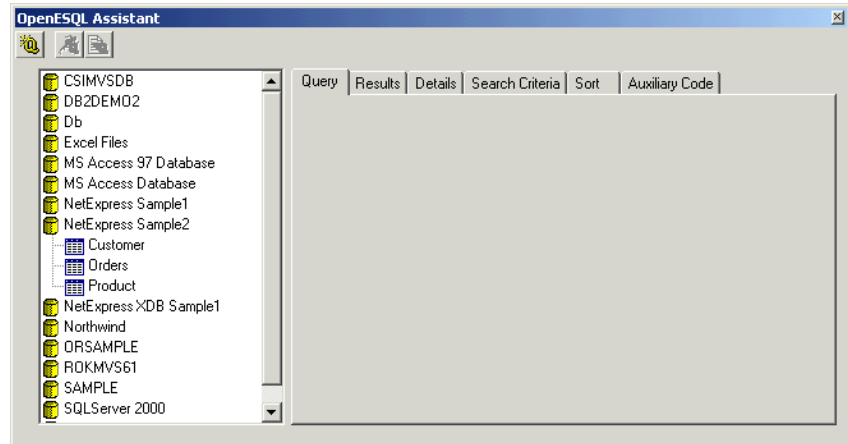 OpenESQL Assistant
Query Results Details Search Criteria Sort Auxiliary Code
CSIMVSDB
DB2DEMO2
Db
Excel Files
MS Access 97 Database
MS Access Database
NetExpress Sample1
NetExpress Sample2
Customer
Orders
Product
NetExpress XDB Sample1
Northwind
ORSAMPLE
ROKMVS61
SAMPLE
SQLServer 2000